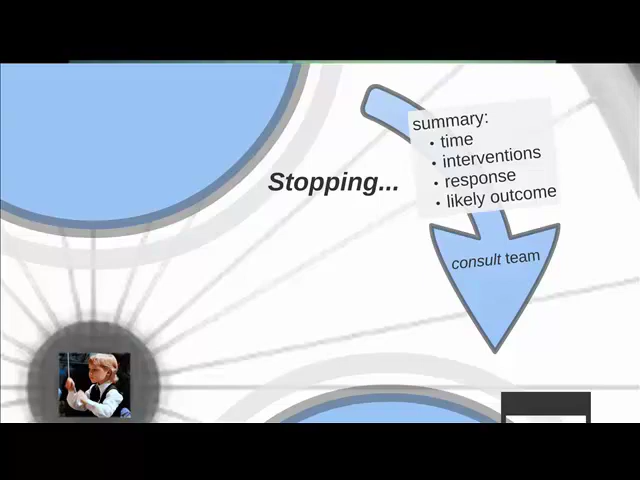 Stopping...
summary:
• time
• interventions
• response
• likely outcome
consult team